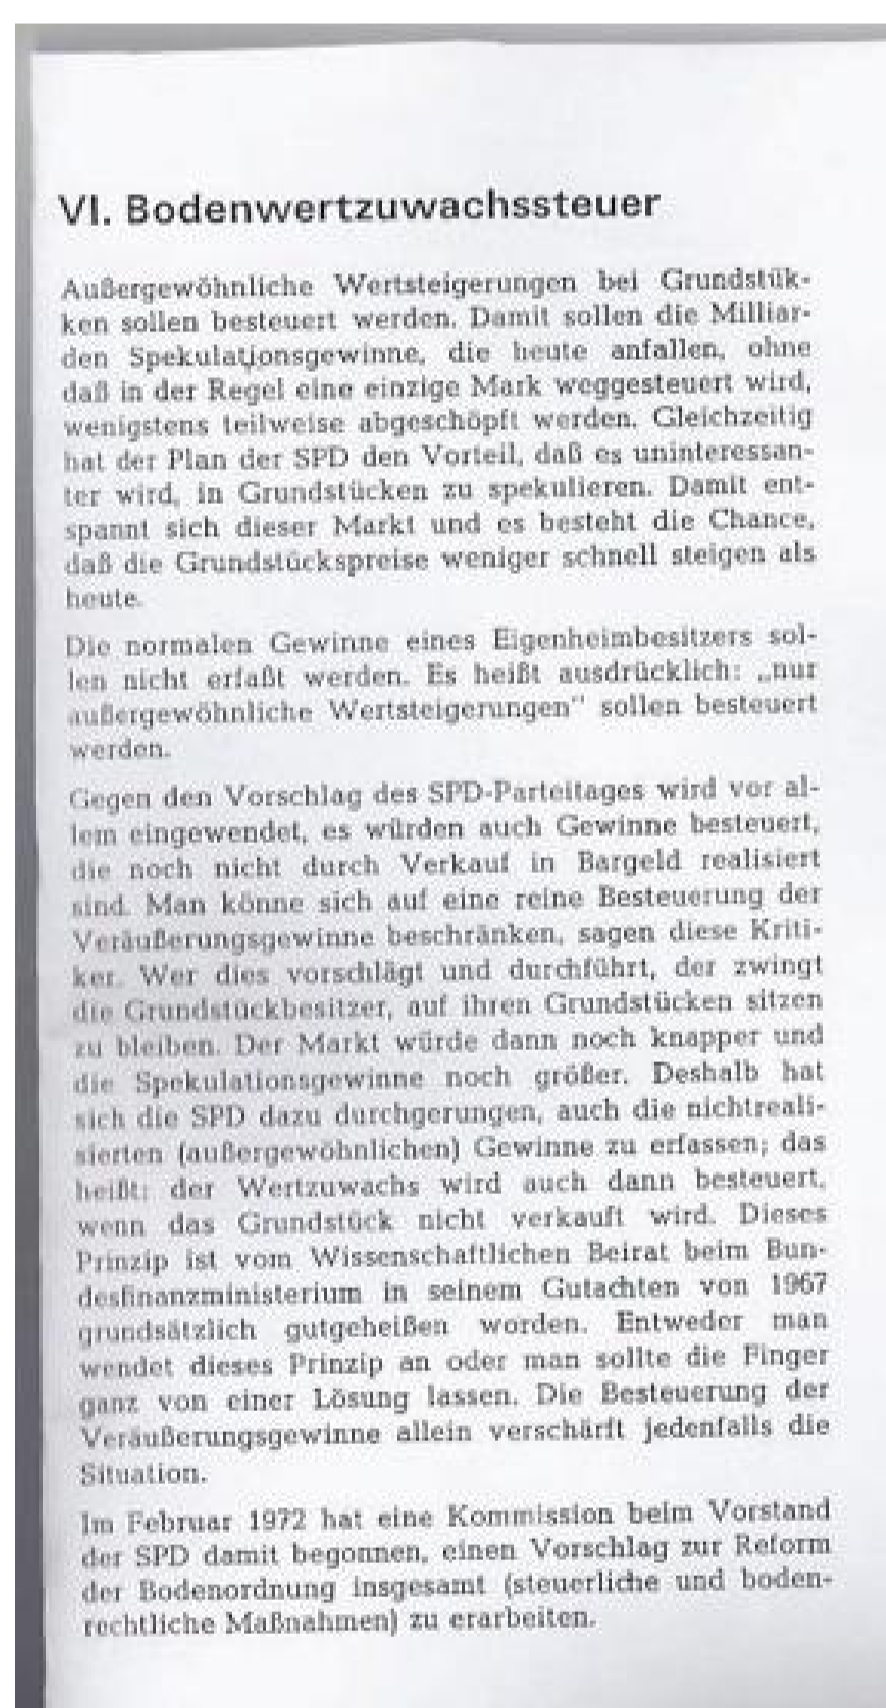 VI. Bodenwertzuwachssteuer
Außergewöhnliche Wertsteigerungen bei Grundstük-
ken sollen besteuert werden. Damit sollen die Milliar-
den Spekulationsgewinne, die heute anfallen, ohne
daß in der Regel eine einzige Mark weggesteuert wird,
wenigstens teilweise abgeschöpft werden. Gleichzeitig
hat der Plan der SPD den Vorteil, daß es uninteressan-
ter wird, in Grundstücken zu spekulieren. Damit ent-
spannt sich dieser Markt und es besteht die Chance,
daß die Grundstückspreise weniger schnell steigen als
heute.
Die normalen Gewinne eines Eigenheimbesitzers sol-
len nicht erfaßt werden. Es heißt ausdrücklich: „nur
außergewöhnliche Wertsteigerungen" sollen besteuert
werden.
Gegen den Vorschlag des SPD-Parteitages wird vor al-
lem eingewendet, es würden auch Gewinne besteuert,
die noch nicht durch Verkauf in Bargeld realisiert
sind. Man könne sich auf eine reine Besteuerung der
Veräußerungsgewinne beschränken, sagen diese Kriti-
ker. Wer dies vorschlägt und durchführt, der zwingt
die Grundstückbesitzer, auf ihren Grundstücken sitzen
zu bleiben. Der Markt würde dann noch knapper und
die Spekulationsgewinne noch größer. Deshalb hat
sich die SPD dazu durchgerungen, auch die nichtreali-
sierten (außergewöhnlichen) Gewinne zu erfassen; das
heißt: der Wertzuwachs wird auch dann besteuert,
wenn das Grundstück nicht verkauft wird. Dieses
Prinzip ist vom Wissenschaftlichen Beirat beim Bun-
desfinanzministerium in seinem Gutachten von 1967
grundsätzlich gutgeheißen worden. Entweder man
wendet dieses Prinzip an oder man sollte die Finger
ganz von einer Lösung lassen. Die Besteuerung der
Veräußerungsgewinne allein verschärft jedenfalls die
Situation.
Im Februar 1972 hat eine Kommission beim Vorstand
der SPD damit begonnen, einen Vorschlag zur Reform
der Bodenordnung insgesamt (steuerliche und boden-
rechtliche Maßnahmen) zu erarbeiten.